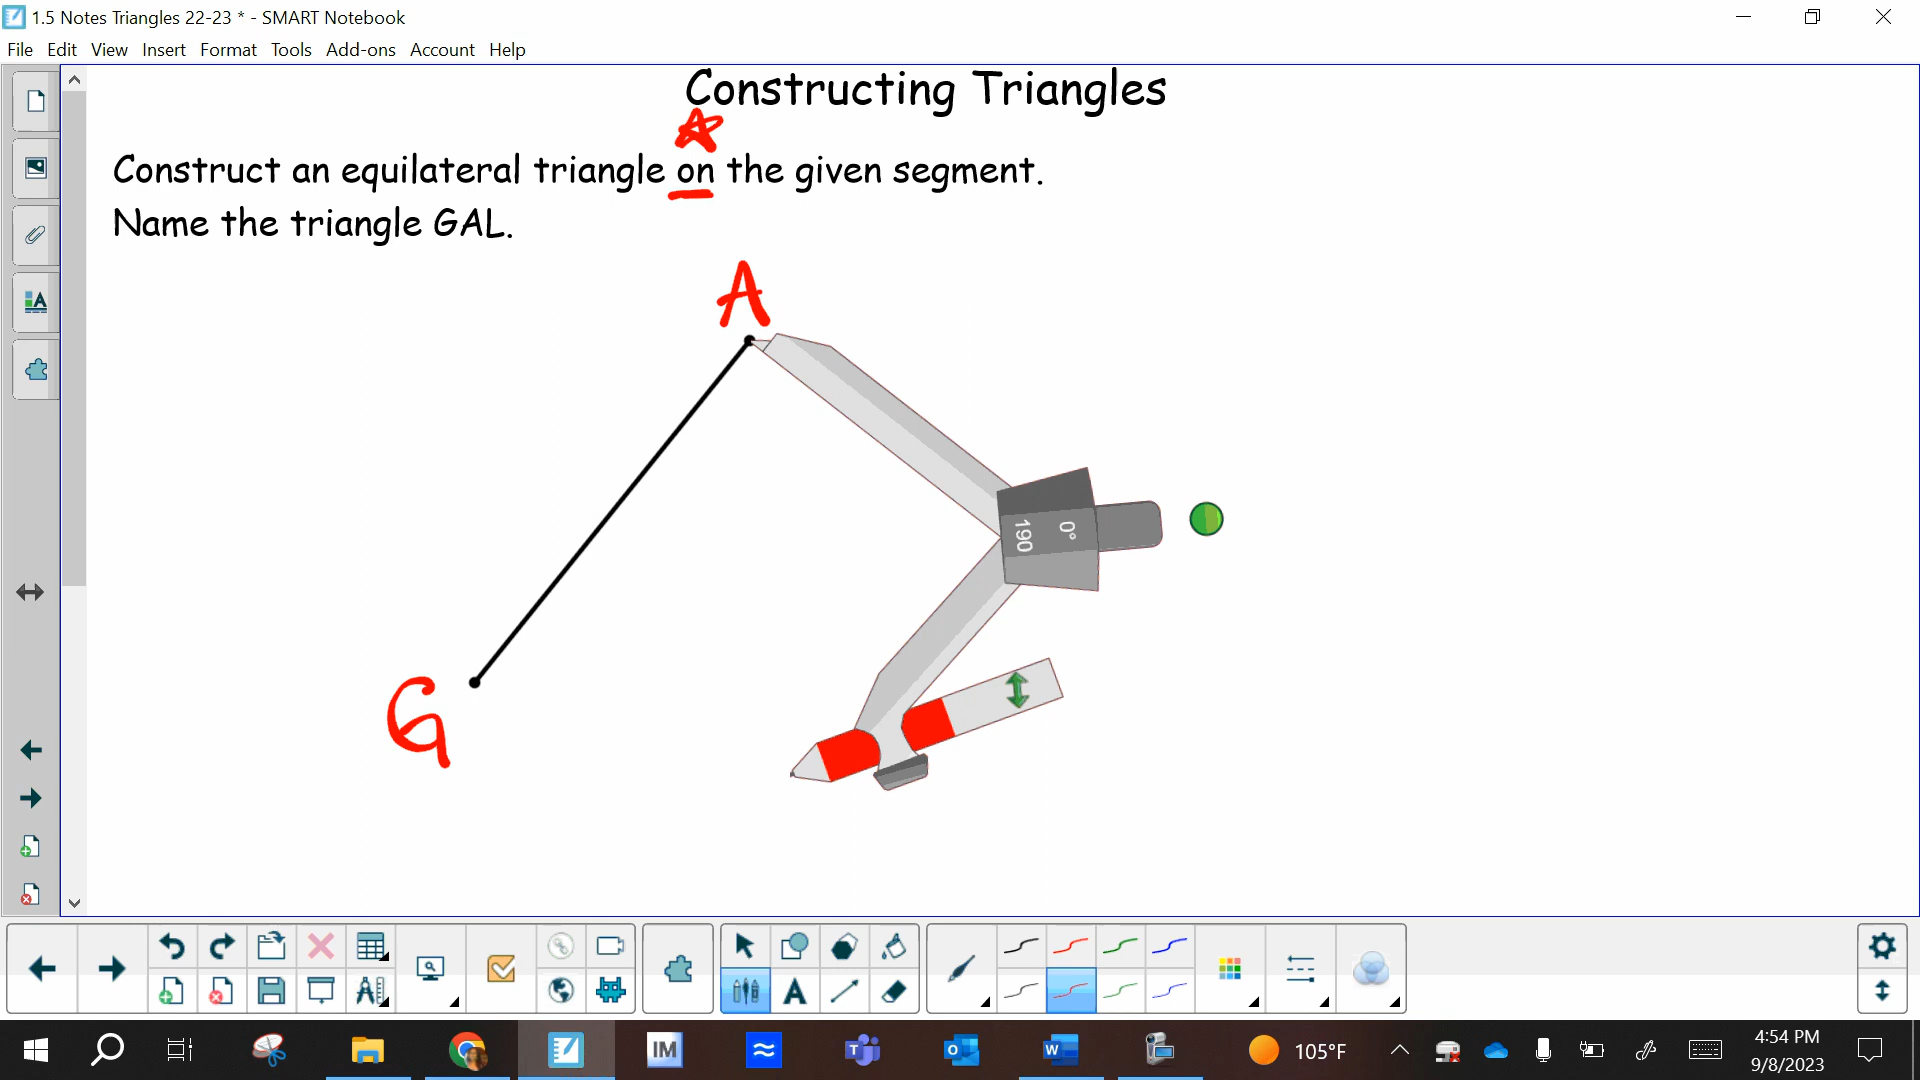 1.5 Notes Triangles 22-23 * - SMART Notebook
File Edit View Insert Format Tools Add-ons Account Help
Constructing Triangles
Construct an equilateral triangle on the given segment.
Name the triangle GAL.
A
190 0°
G
A
A
IM
105°F
4:54 PM
9/8/2023